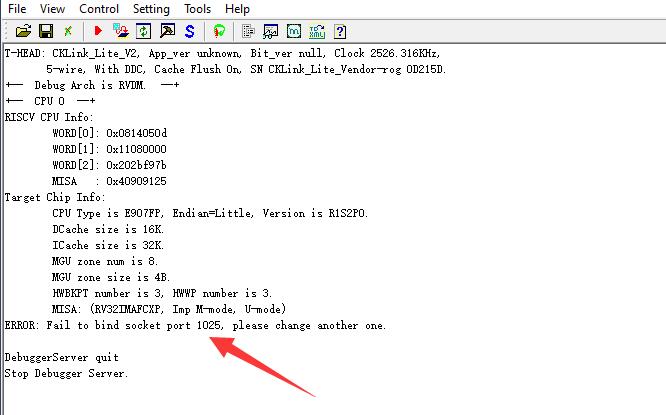 File View Control Setting Tools Help
T-HEAD: CKLink_Lite_V2, App_ver unknown, Bit_ver null, Clock 2526.316KHz,
5-wire, With DDC, Cache Flush On, SN CKLink_Lite_Vendor-rog 0D215D.
+-- Debug Arch is RVDM. --+
+-- CPU 0 --+
RISCV CPU Info:
WORD[0]: 0x0814050d
WORD[1]: 0x11080000
WORD[2]: 0x202bf97b
MISA : 0x40909125
Target Chip Info:
CPU Type is E907FP, Endian=Little, Version is R1S2P0.
DCache size is 16K.
ICache size is 32K.
MGU zone num is 8.
MGU zone size is 4B.
HWBKPT number is 3, HWWP number is 3.
MISA: (RV32IMAFCXP, Imp M-mode, U-mode)
ERROR: Fail to bind socket port 1025, please change another one.
DebuggerServer quit
Stop Debugger Server.